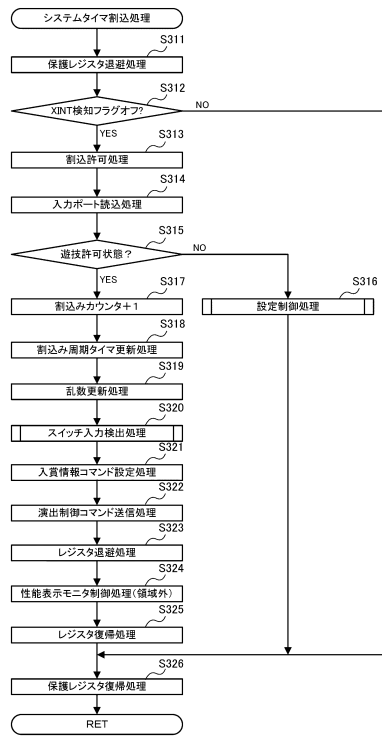 システムタイマ割込処理
S311
保護レジスタ退避処理
S312
XINT検知フラグオフ?
NO
YES
S313
割込許可処理
S314
入力ポート読込処理
S315
遊技許可状態？
NO
YES
S317
割込みカウンタ＋1
S316
設定制御処理
S318
割込み周期タイマ更新処理
S319
乱数更新処理
S320
スイッチ入力検出処理
S321
入賞情報コマンド設定処理
S322
演出制御コマンド送信処理
S323
レジスタ退避処理
S324
性能表示モニタ制御処理(領域外)
S325
レジスタ復帰処理
S326
保護レジスタ復帰処理
RET